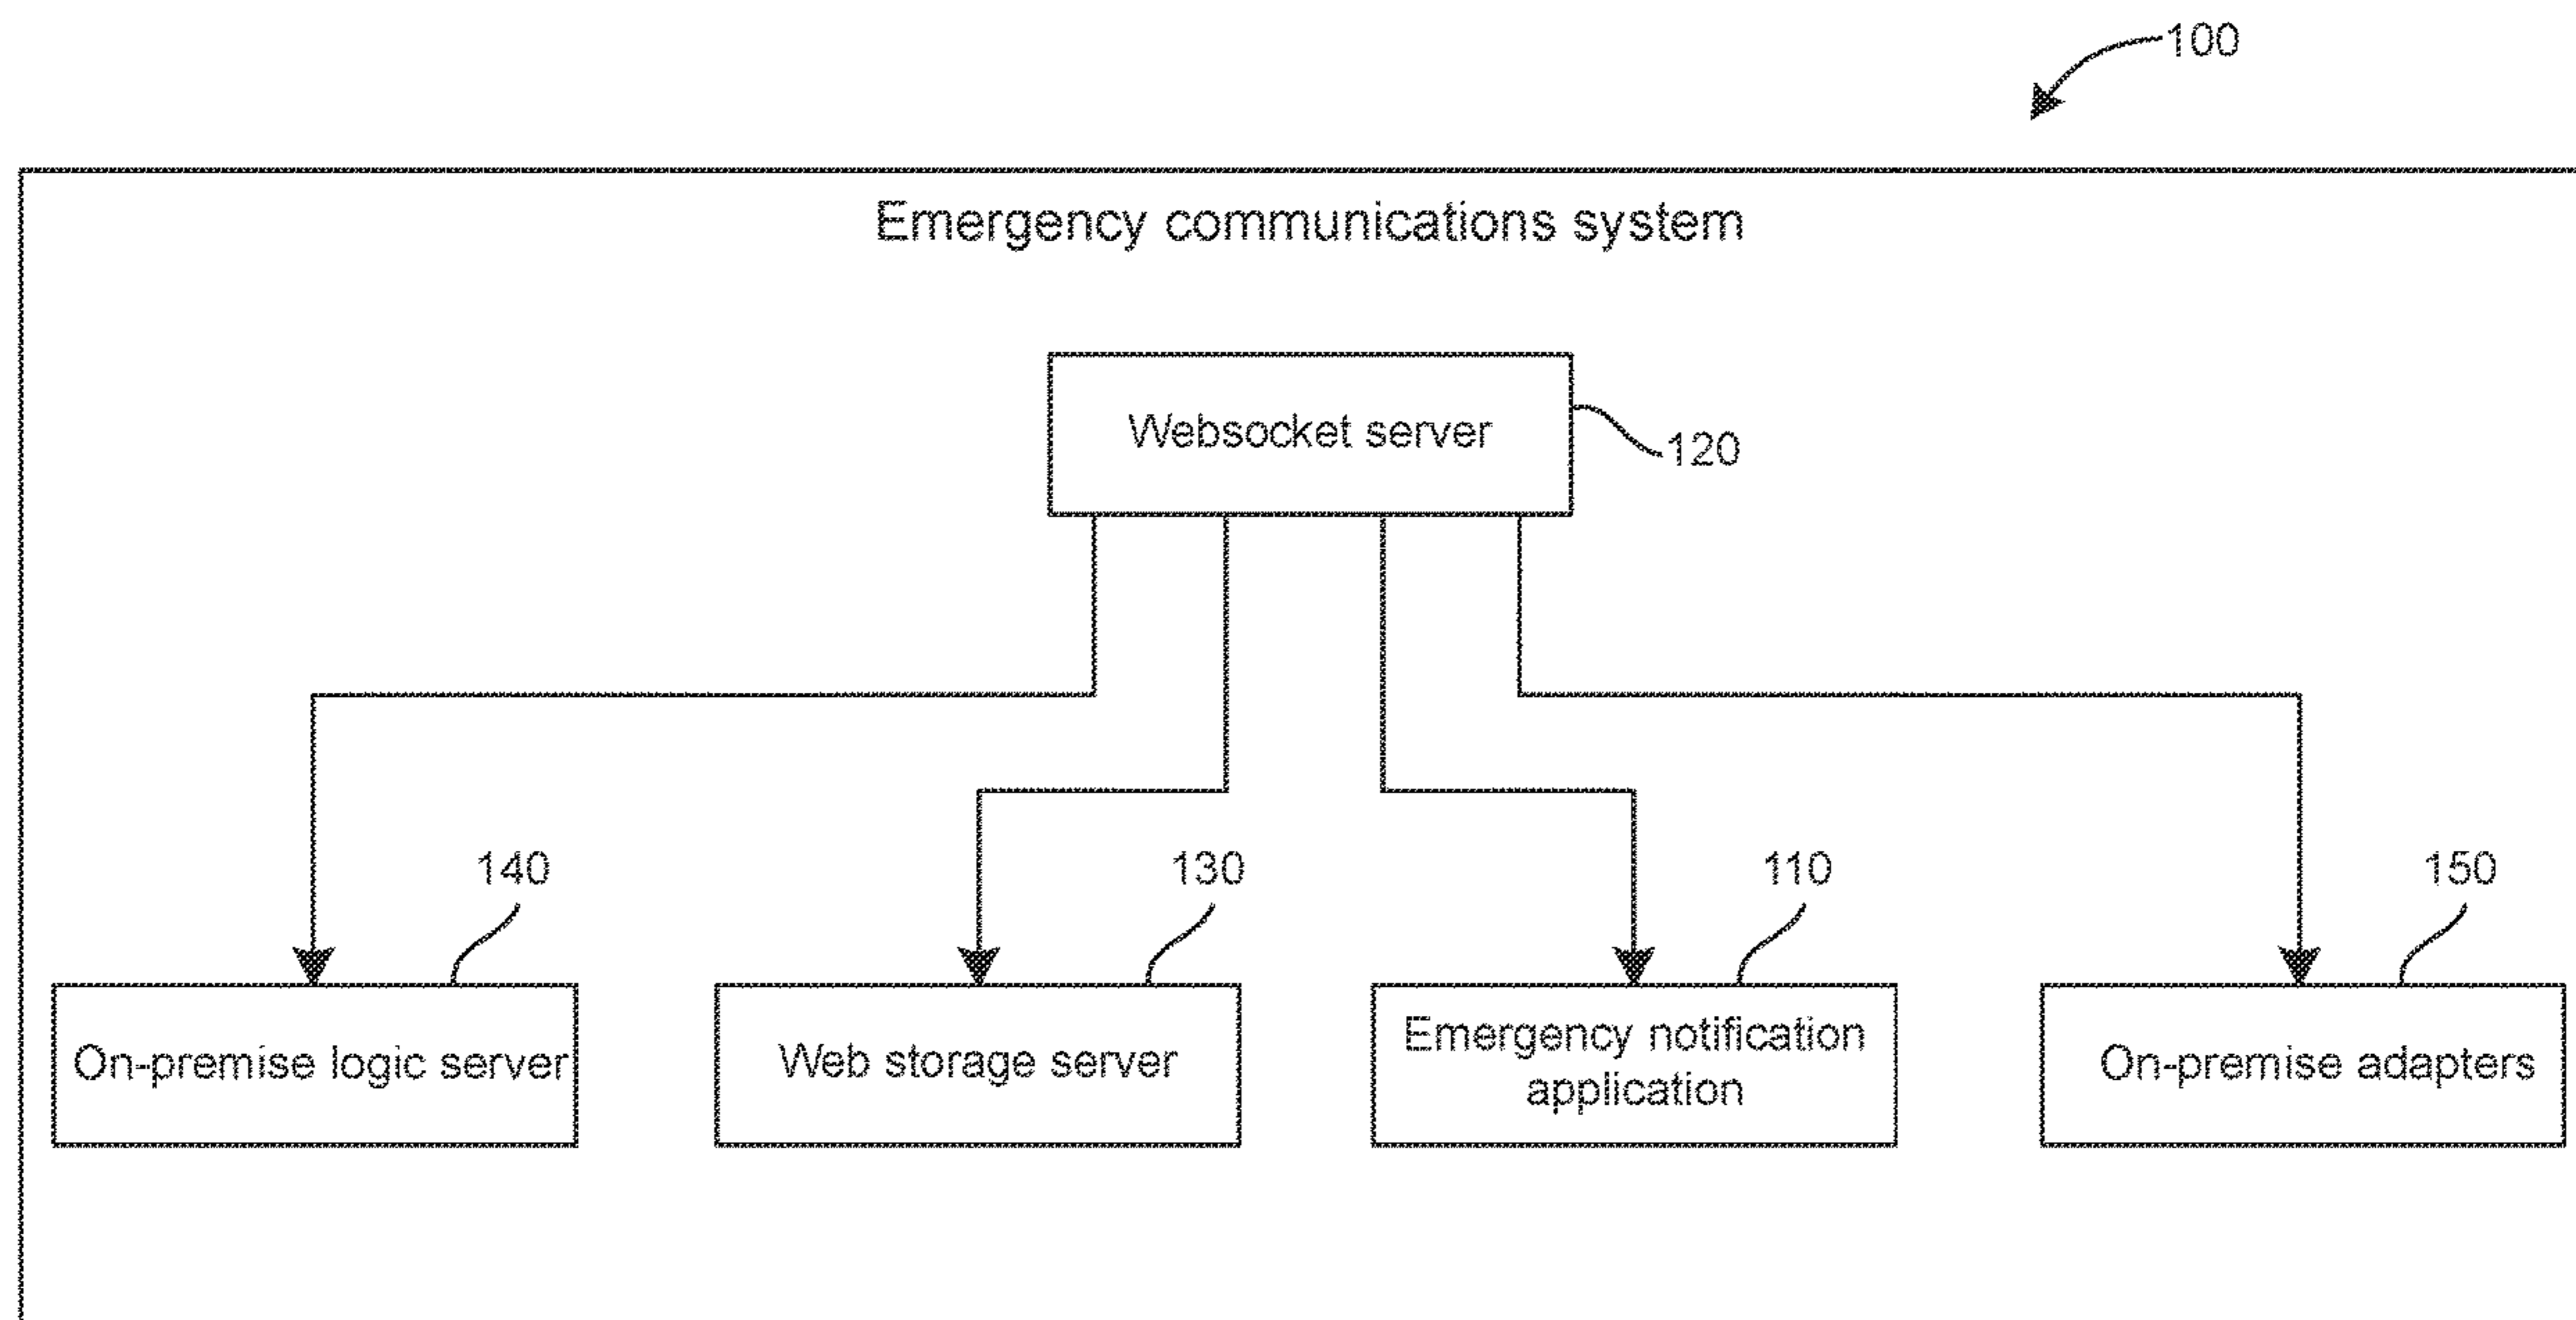 100
Emergency communications system
Websocket server
120
140
130
110
150
On-premise logic server
Web storage server
Emergency notification
application
On-premise adapters